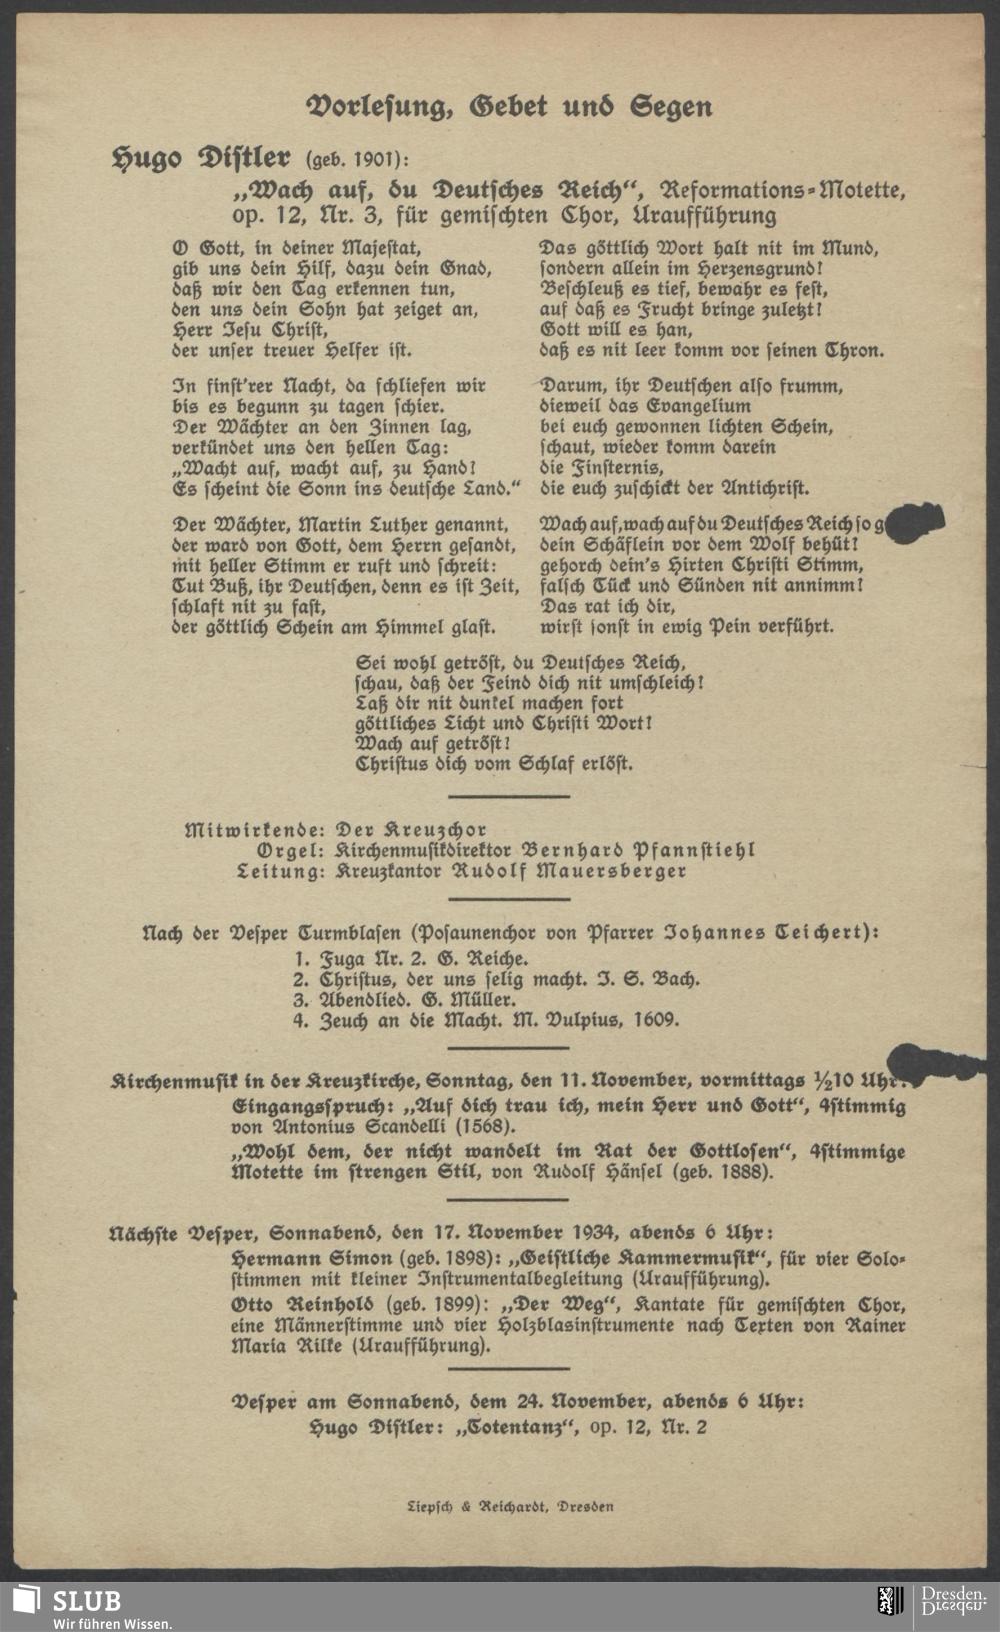 Vorlesung, Gebet und Segen
Hugo Distler (geb. 1901):
„Wach auf, du Deutsches Reich“, Reformations-Motette,
op. 12, Nr. 3, für gemischten Chor, Uraufführung
O Gott, in deiner Majestat,
gib uns dein Hilf, dazu dein Gnad,
daß wir den Tag erkennen tun,
den uns dein Sohn hat zeiget an,
Herr Jesu Christ,
der unser treuer Helfer ist.
In finst'rer Nacht, da schliefen wir
bis es begunn zu tagen schier.
Der Wächter an den Zinnen lag,
verkündet uns den hellen Tag:
„Wacht auf, wacht auf, zu Hand!
Es scheint die Sonn ins deutsche Land.“
Der Wächter, Martin Luther genannt,
der ward von Gott, dem Herrn gesandt,
mit heller Stimm er ruft und schreit:
Tut Buß, ihr Deutschen, denn es ist Zeit,
schlaft nit zu fast,
der göttlich Schein am Himmel glast.
Das göttlich Wort halt nit im Mund,
sondern allein im Herzensgrund!
Beschleuß es tief, bewahr es fest,
auf daß es Frucht bringe zuletzt!
Gott will es han,
daß es nit leer komm vor seinen Thron.
Darum, ihr Deutschen also frumm,
dieweil das Evangelium
bei euch gewonnen lichten Schein,
schaut, wieder komm darein
die Finsternis,
die euch zuschickt der Antichrist.
Wach auf, wach auf du Deutsches Reich so
dein Schäflein vor dem Wolf behüt!
gehorch dein's Hirten Christi Stimm,
falsch Tück und Sünden nit annimm!
Das rat ich dir,
wirst sonst in ewig Pein verführt.
Sei wohl getröst, du Deutsches Reich,
schau, daß der Feind dich nit umschleich!
Laß dir nit dunkel machen fort
göttliches Licht und Christi Wort!
Wach auf getröst!
Christus dich vom Schlaf erlöst.
Mitwirkende: Der Kreuzchor
Orgel: Kirchenmusikdirektor Bernhard Pfannstiehl
Leitung: Kreuzkantor Rudolf Mauersberger
Nach der Vesper Turmblasen (Posaunenchor von Pfarrer Johannes Teichert):
1. Fuga Nr. 2. G. Reiche.
2. Christus, der uns selig macht. J. S. Bach.
3. Abendlied. G. Müller.
4. Zeuch an die Macht. M. Vulpius, 1609.
Kirchenmusik in der Kreuzkirche, Sonntag, den 11. November, vormittags ½10 Uhr:
Eingangsspruch: „Auf dich trau ich, mein Herr und Gott“, 4stimmig
von Antonius Scandelli (1568).
„Wohl dem, der nicht wandelt im Rat der Gottlosen“, 4stimmige
Motette im strengen Stil, von Rudolf Hänsel (geb. 1888).
Nächste Vesper, Sonnabend, den 17. November 1934, abends 6 Uhr:
Hermann Simon (geb. 1898): „Geistliche Kammermusik“, für vier Solo-
stimmen mit kleiner Instrumentalbegleitung (Uraufführung).
Otto Reinhold (geb. 1899): „Der Weg“, Kantate für gemischten Chor,
eine Männerstimme und vier Holzblasinstrumente nach Texten von Rainer
Maria Rilke (Uraufführung).
Vesper am Sonnabend, dem 24. November, abends 6 Uhr:
Hugo Distler: „Totentanz“, op. 12, Nr. 2
Liepsch & Reichardt, Dresden
SLUB
Wir führen Wissen.
Dresden.
Dresden.